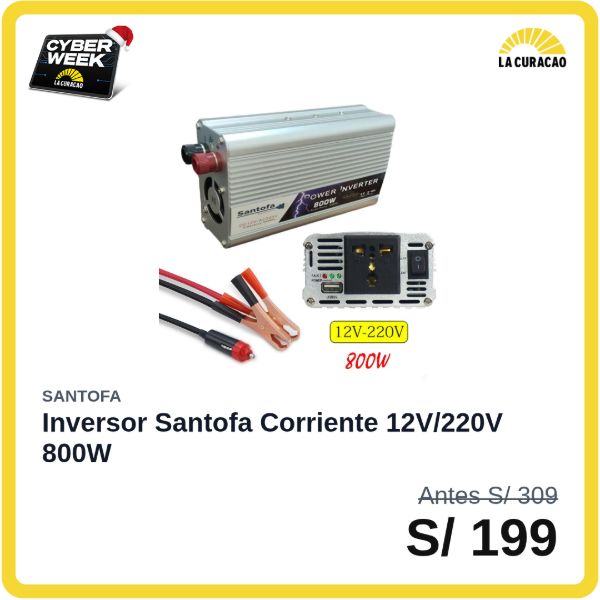 CYBER
WEEK
LA CURACAO
LA CURACAO
Santofa
POWER INVERTER
800W
12V-220V
800W
SANTOFA
Inversor Santofa Corriente 12V/220V
800W
Antes S/ 309
S/ 199